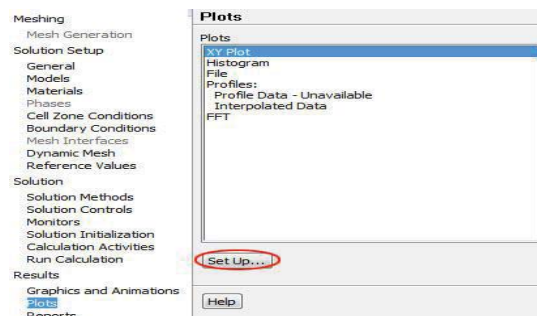 Meshing
Mesh Generation
Solution Setup
General
Models
Materials
Phases
Cell Zone Conditions
Boundary Conditions
Mesh Interfaces
Dynamic Mesh
Reference Values
Solution
Solution Methods
Solution Controls
Monitors
Solution Initialization
Calculation Activities
Run Calculation
Results
Graphics and Animations
Plots
Reports
Plots
Plots
XY Plot
Histogram
File
Profiles:
Profile Data - Unavailable
Interpolated Data
FFT
Set Up...
Help